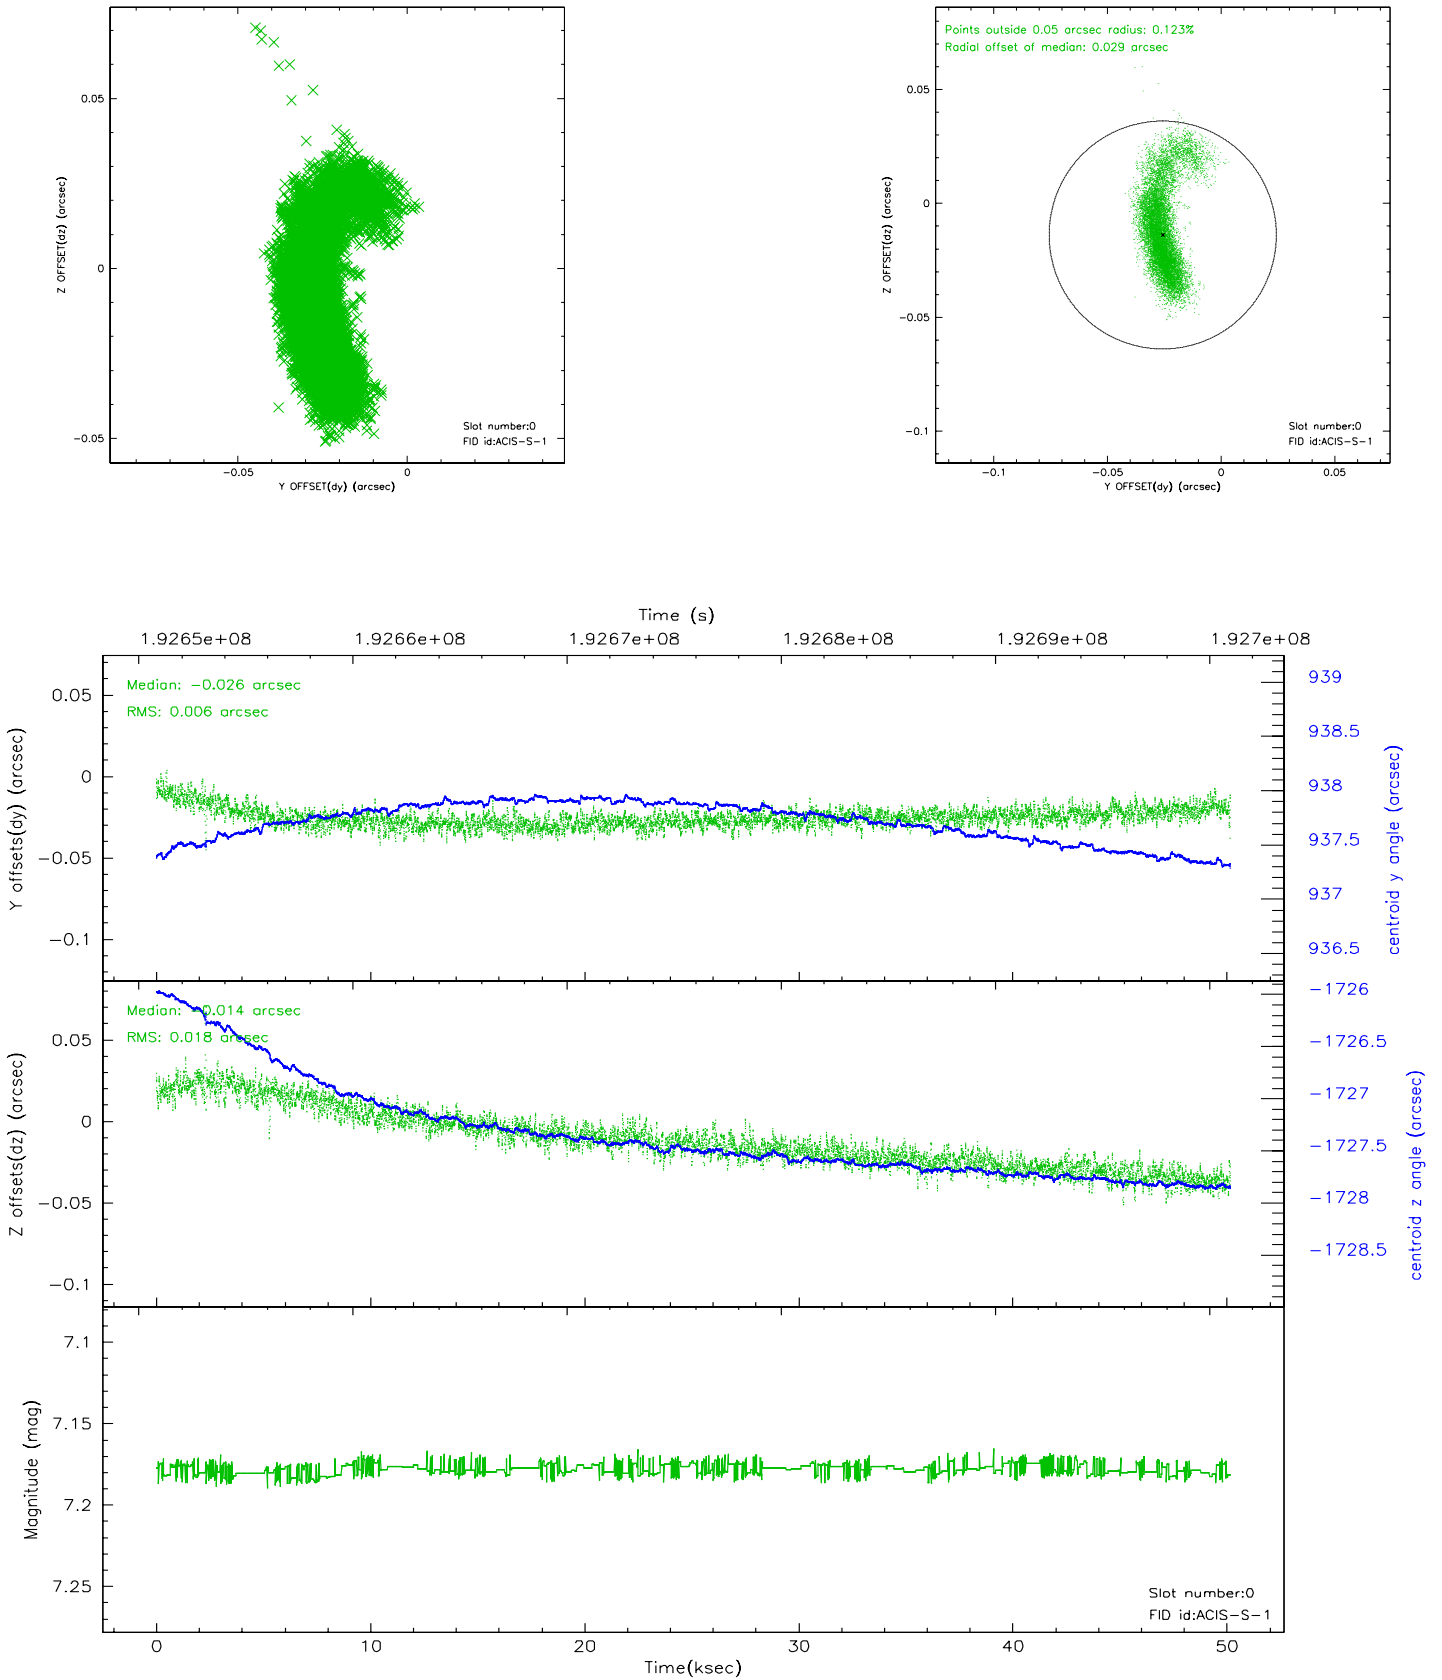 0.05
0
−0.05
Z OFFSET(dz) (arcsec)
−0.05
0
Y OFFSET(dy) (arcsec)
Slot number:0
FID id:ACIS−S−1
Points outside 0.05 arcsec radius: 0.123%
Radial offset of median: 0.029 arcsec
0.05
0
−0.05
−0.1
Z OFFSET(dz) (arcsec)
−0.1
−0.05
0
0.05
Y OFFSET(dy) (arcsec)
Slot number:0
FID id:ACIS−S−1
Time (s)
1.9265e+08
1.9266e+08
1.9267e+08
1.9268e+08
1.9269e+08
1.927e+08
Median: −0.026 arcsec
RMS: 0.006 arcsec
0.05
0
−0.05
−0.1
Y offsets(dy) (arcsec)
939
938.5
938
937.5
937
936.5
centroid y angle (arcsec)
Median: −0.014 arcsec
RMS: 0.018 arcsec
0.05
0
−0.05
−0.1
Z offsets(dz) (arcsec)
−1726
−1726.5
−1727
−1727.5
−1728
−1728.5
centroid z angle (arcsec)
7.1
7.15
7.2
7.25
Magnitude (mag)
Slot number:0
FID id:ACIS−S−1
0
10
20
30
40
50
Time(ksec)